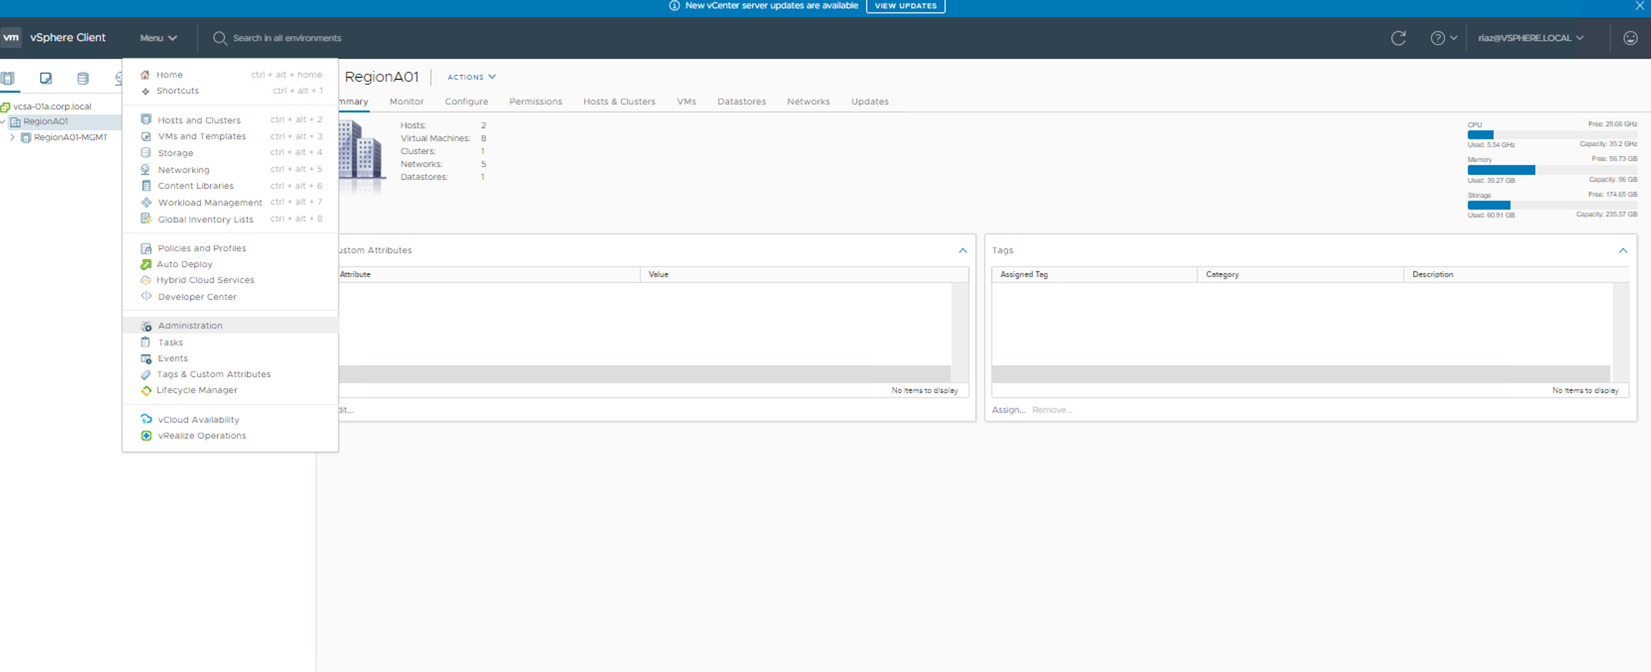 New vCenter server updates are available VIEW UPDATES
vm vSphere Client Menu Search in all environments riaz@VSPHERE.LOCAL
vcsa-01a.corp.local
RegionA01
RegionA01-MGMT
Home ctrl + alt + home
Shortcuts ctrl + alt + 1
Hosts and Clusters ctrl + alt + 2
VMs and Templates ctrl + alt + 3
Storage ctrl + alt + 4
Networking ctrl + alt + 5
Content Libraries ctrl + alt + 6
Workload Management ctrl + alt + 7
Global Inventory Lists ctrl + alt + 8
Policies and Profiles
Auto Deploy
Hybrid Cloud Services
Developer Center
Administration
Tasks
Events
Tags & Custom Attributes
Lifecycle Manager
vCloud Availability
vRealize Operations
RegionA01 ACTIONS
mmary Monitor Configure Permissions Hosts & Clusters VMs Datastores Networks Updates
Hosts: 2
Virtual Machines: 8
Clusters: 1
Networks: 5
Datastores: 1
CPU Free: 29.66 GHz
Used: 5.54 GHz Capacity: 35.2 GHz
Memory Free: 56.73 GB
Used: 39.27 GB Capacity: 96 GB
Storage Free: 174.65 GB
Used: 60.91 GB Capacity: 235.57 GB
ustom Attributes
Attribute Value
No items to display
dit...
Tags
Assigned Tag Category Description
No items to display
Assign... Remove...